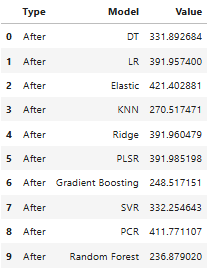 Type Model Value
0 After DT 331.892684
1 After LR 391.957400
2 After Elastic 421.402881
3 After KNN 270.517471
4 After Ridge 391.960479
5 After PLSR 391.985198
6 After Gradient Boosting 248.517151
7 After SVR 332.254643
8 After PCR 411.771107
9 After Random Forest 236.879020